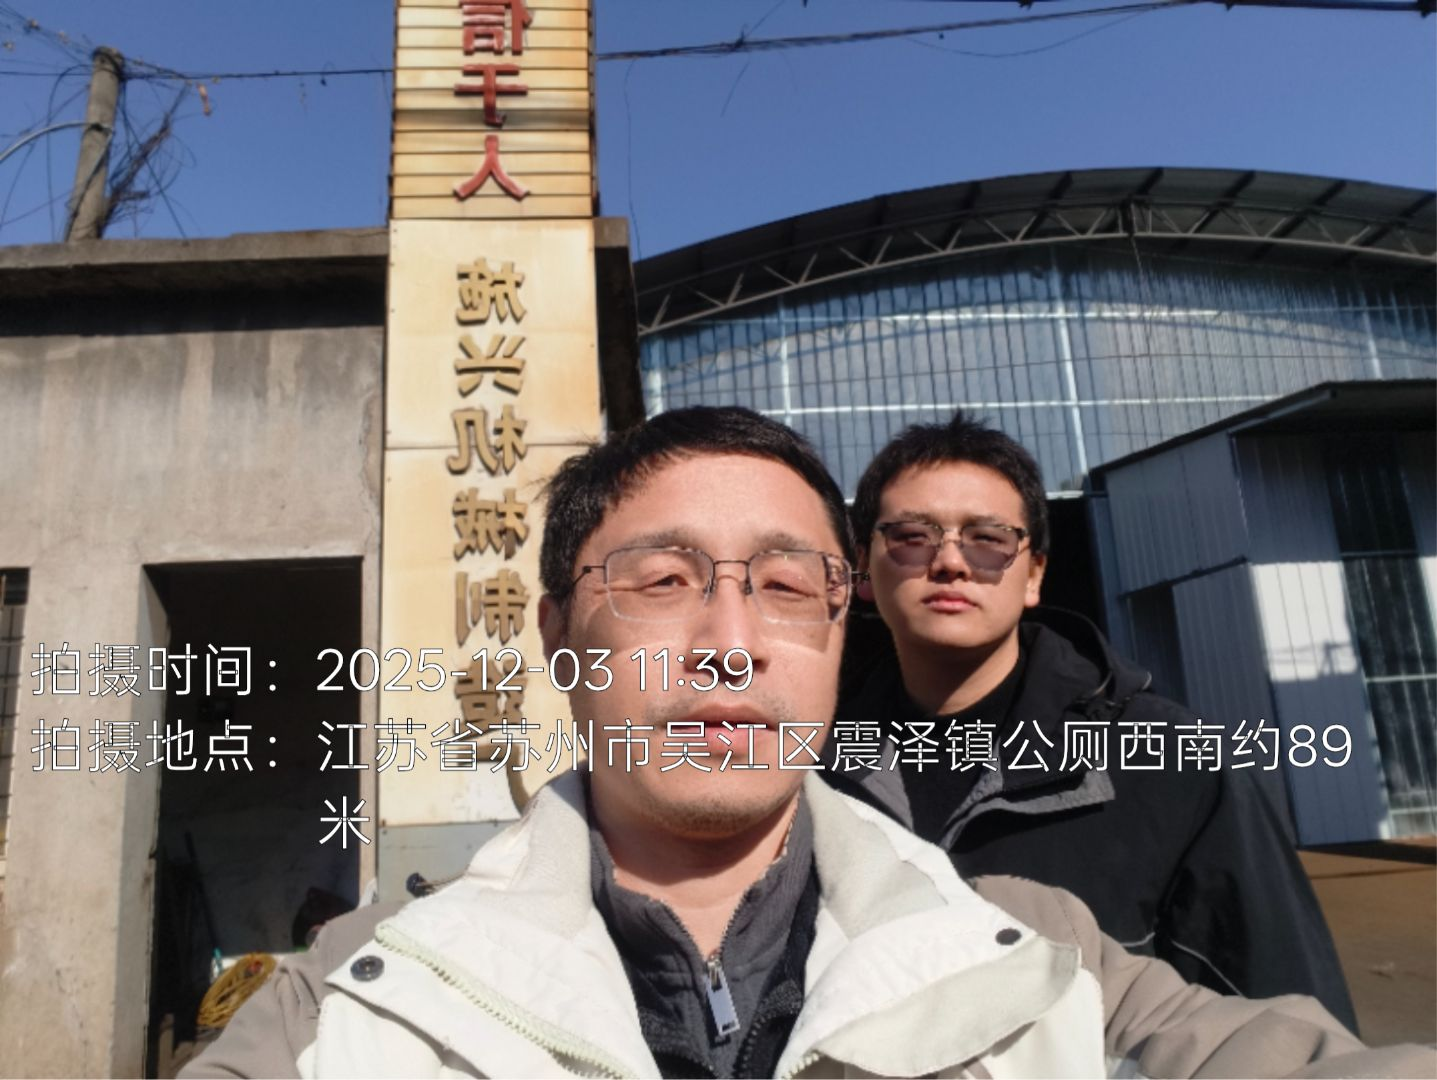 信于人
施兴机械制造
拍摄时间：2025-12-03 11:39
拍摄地点：江苏省苏州市吴江区震泽镇公厕西南约89
米